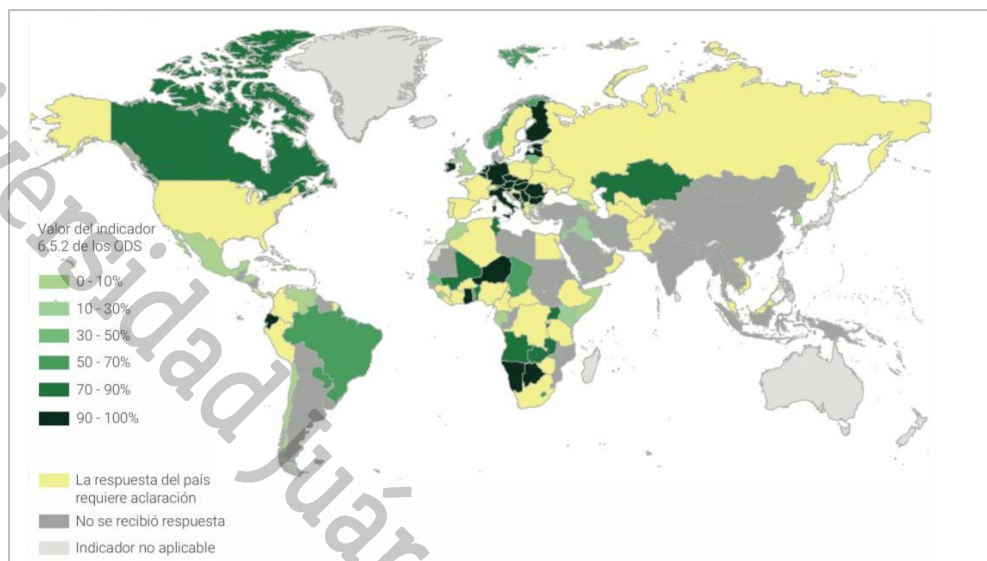 Valor del indicador
6.5.2 de los ODS
0 - 10%
10 - 30%
30 - 50%
50 - 70%
70 - 90%
90 - 100%
La respuesta del país
requiere aclaración
No se recibió respuesta
Indicador no aplicable